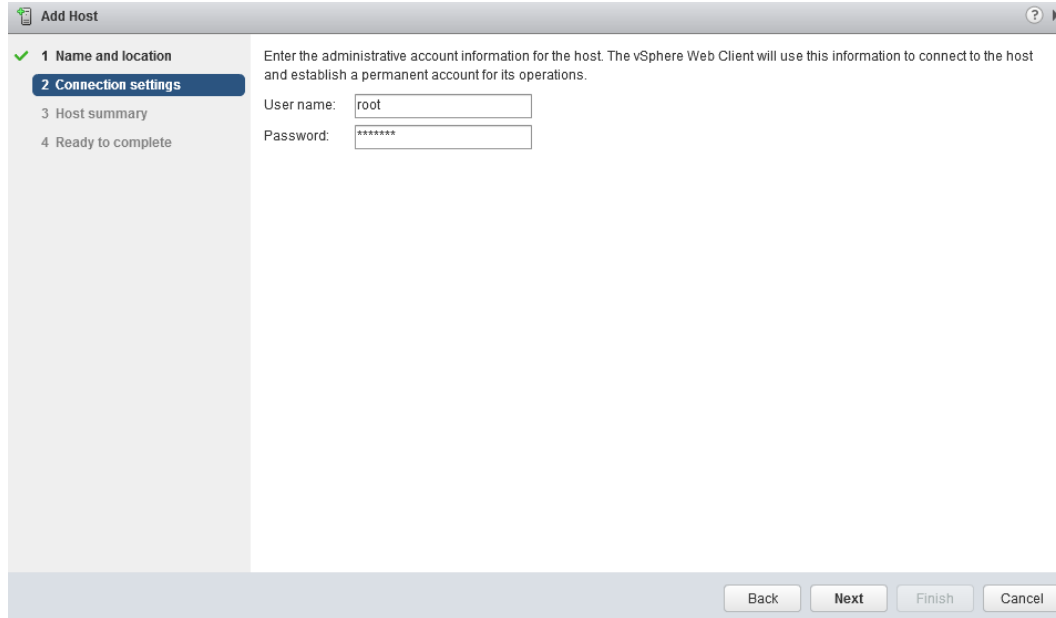 Add Host
?
1 Name and location
2 Connection settings
3 Host summary
4 Ready to complete
Enter the administrative account information for the host. The vSphere Web Client will use this information to connect to the host
and establish a permanent account for its operations.
User name: root
Password: *******
Back Next Finish Cancel